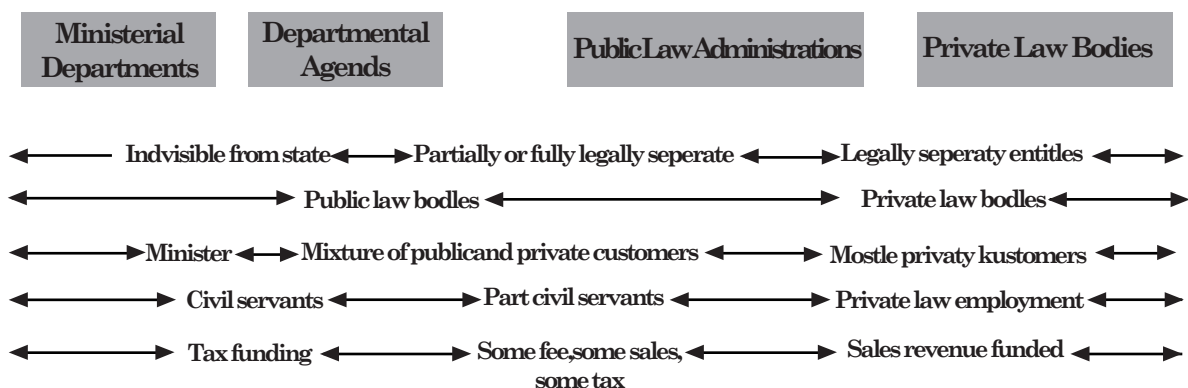 Ministerial
Departments
Departmental
Agends
Public Law Administrations
Private Law Bodies
Indvisible from state
Partially or fully legally seperate
Legally seperaty entitles
Public law bodles
Private law bodles
Minister
Mixture of publicand private customers
Mostle privaty kustomers
Civil servants
Part civil servants
Private law employment
Tax funding
Some fee,some sales,
some tax
Sales revenue funded